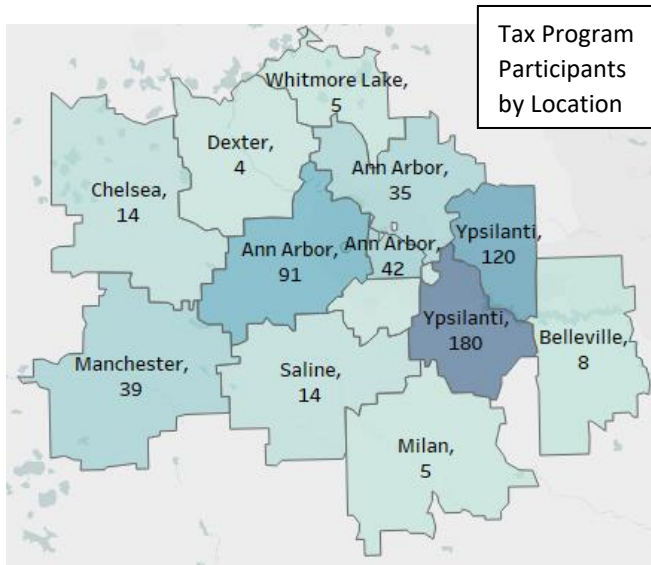 Tax Program
Participants
by Location
Whitmore Lake,
5
Dexter,
4
Ann Arbor,
35
Chelsea,
14
Ypsilanti,
120
Ann Arbor,
91
Ann Arbor,
42
Ypsilanti,
180
Belleville,
8
Manchester,
39
Saline,
14
Milan,
5